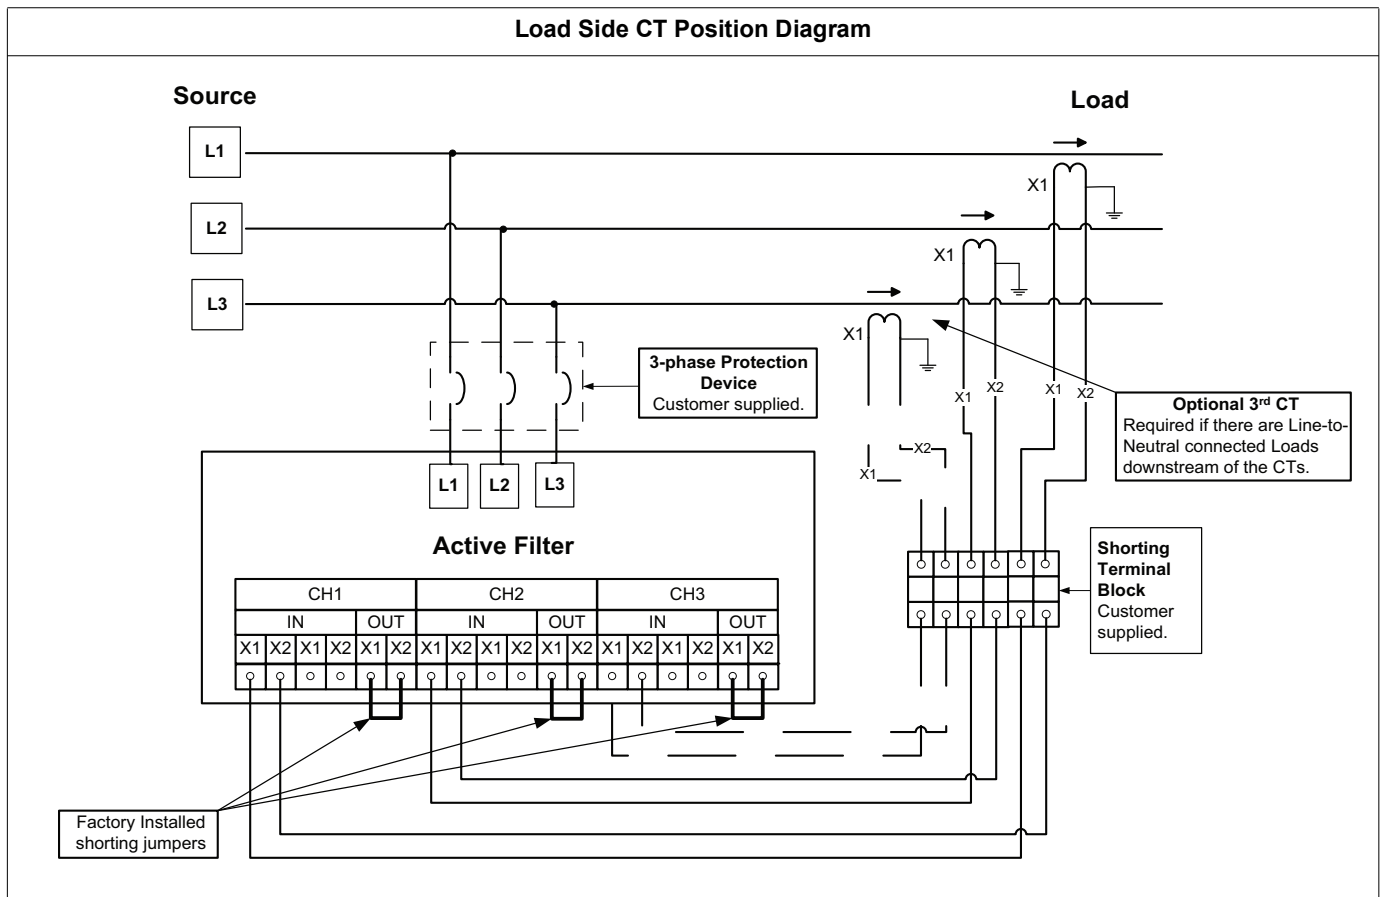 Load Side CT Position Diagram
Source
Load
L1
X1
L2
X1
L3
X1
3-phase Protection
Device
Customer supplied.
X1
X2
X1
X2
Optional 3rd CT
Required if there are Line-to-
Neutral connected Loads
downstream of the CTs.
X2
X1
L1
L2
L3
Active Filter
Shorting
Terminal
Block
Customer
supplied.
CH1 CH2 CH3
IN OUT IN OUT IN OUT
X1 X2 X1 X2 X1 X2 X1 X2 X1 X2 X1 X2 X1 X2 X1 X2 X1 X2
Factory Installed
shorting jumpers